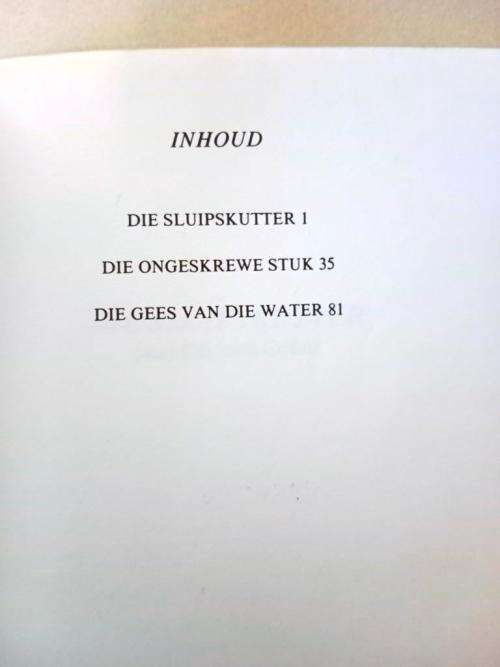 INHOUD
DIE SLUIPSKUTTER 1
DIE ONGESKREWE STUK 35
DIE GEES VAN DIE WATER 81